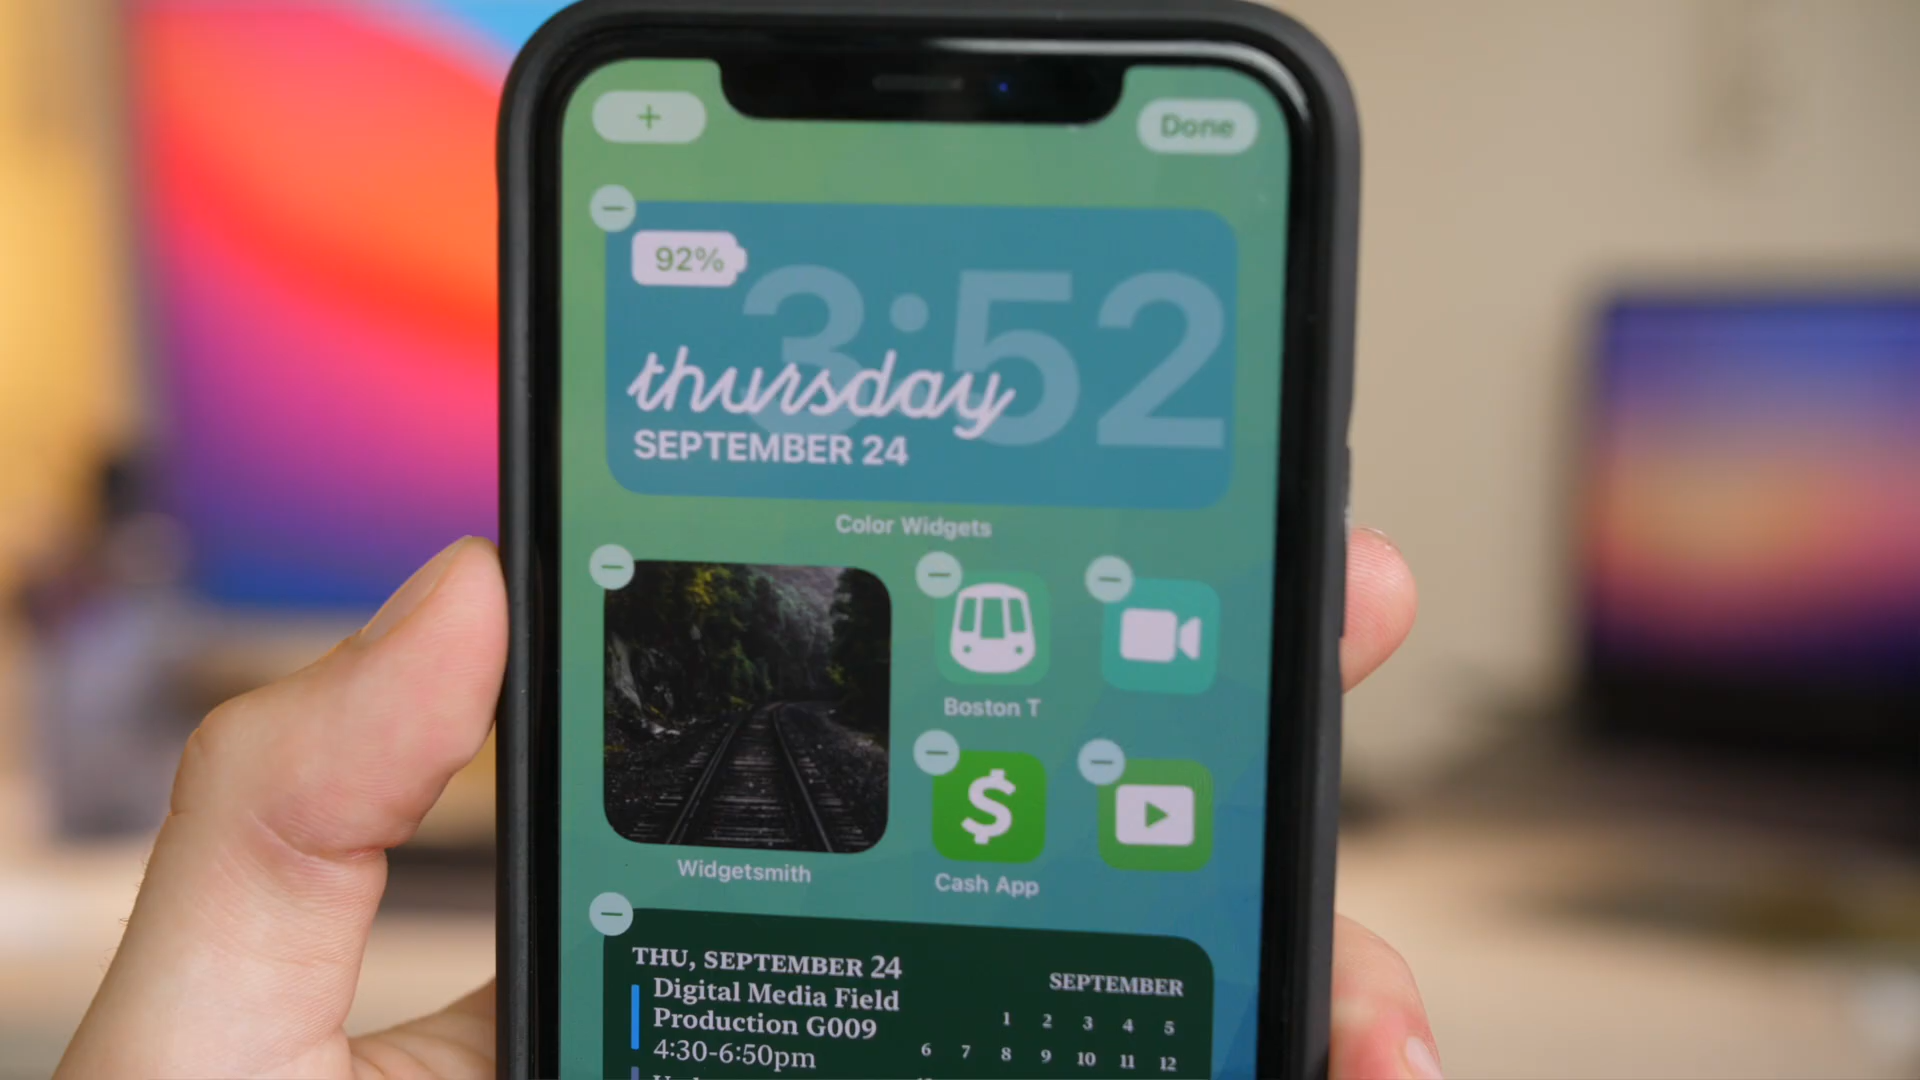 +
Done
92%
3:52
thursday
SEPTEMBER 24
Color Widgets
Boston T
$
Cash App
Widgetsmith
THU, SEPTEMBER 24
Digital Media Field
Production G009
4:30-6:50pm
SEPTEMBER
1 2 3 4 5
6 7 8 9 10 11 12